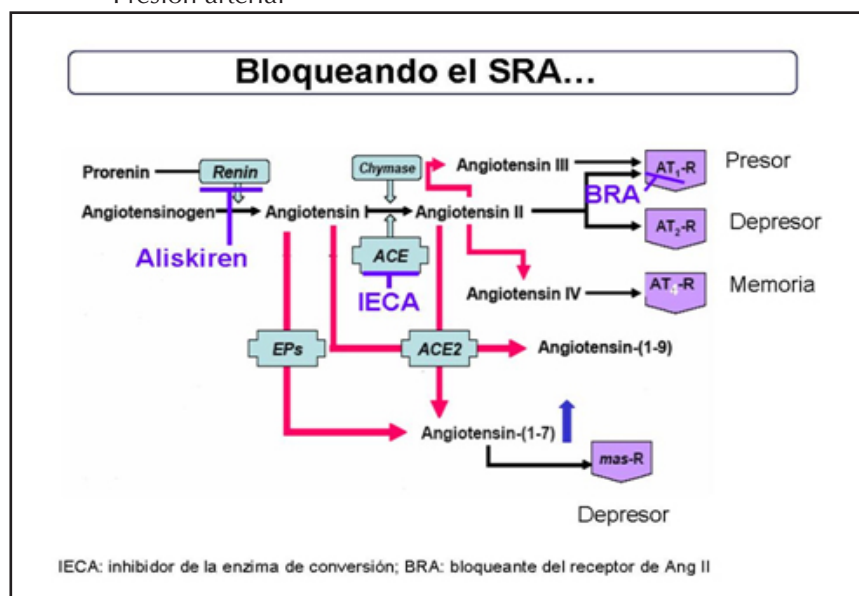 Presión arterial
Bloqueando el SRA...
Prorenin
Renin
Chymase
Angiotensin III
AT1-R
Presor
BRA
Angiotensinogen
Angiotensin I
Angiotensin II
AT2-R
Depresor
Aliskiren
ACE
IECA
Angiotensin IV
AT4-R
Memoria
EPs
ACE2
Angiotensin-(1-9)
Angiotensin-(1-7)
mas-R
Depresor
IECA: inhibidor de la enzima de conversión; BRA: bloqueante del receptor de Ang II